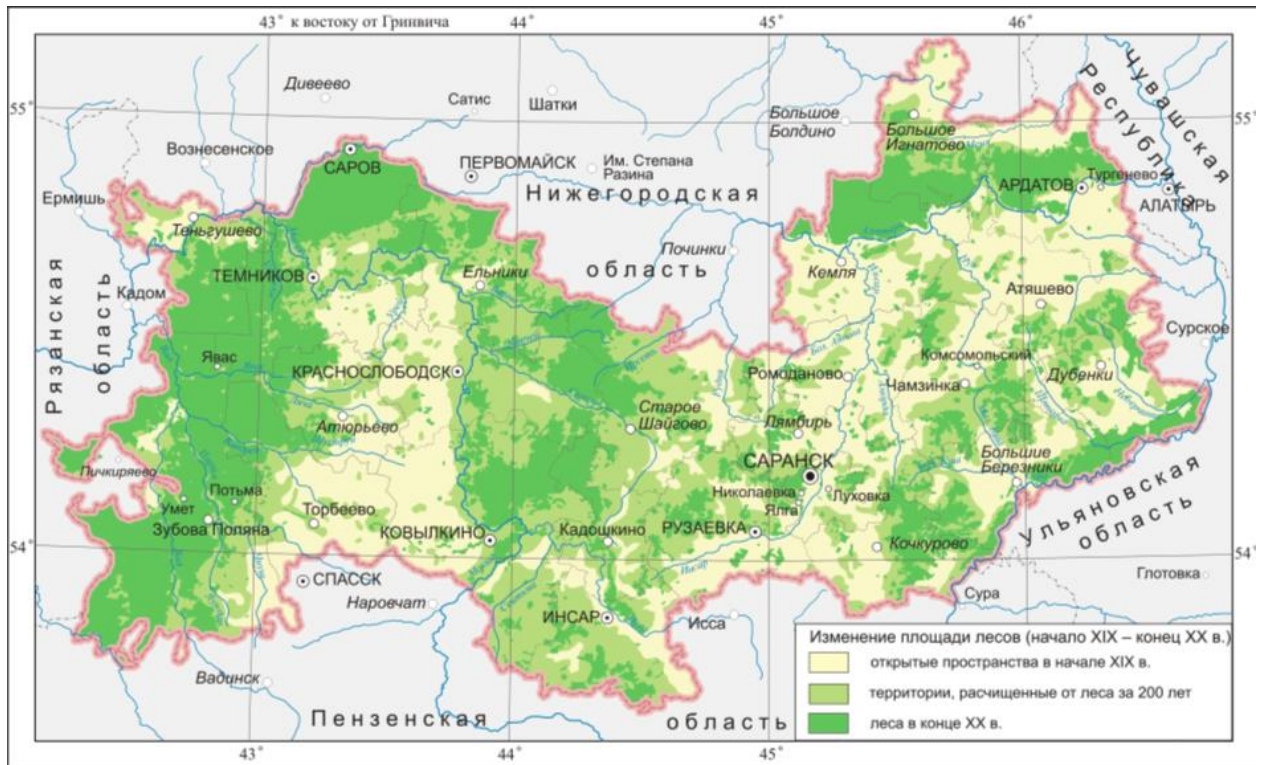 43° к востоку от Гринвича
44°
45°
46°
55°
55°
Чувашская
Республика
Дивеево
Сатис
Шатки
Большое
Болдино
Большое
Игнатово
Вознесенское
САРОВ
ПЕРВОМАЙСК
Им. Степана
Разина
Нижегородская
область
АРДАТОВ
Тургенево
АЛАТЫРЬ
Ермишь
Теньгушево
ТЕМНИКОВ
Ельники
Починки
Кемля
Атяшево
Рязанская
область
Кадом
Сурское
Явас
КРАСНОСЛОБОДСК
Ромоданово
Комсомольский
Чамзинка
Дубенки
Атюрьево
Старое
Шайгово
Лямбирь
САРАНСК
Большие
Березники
Пичкиряево
Потьма
Умет
Зубова Поляна
Торбеево
КОВЫЛКИНО
Кадошкино
Николаевка
Ялга
Луховка
РУЗАЕВКА
Инсар
Кочкурово
Ульяновская
область
54°
54°
СПАССК
Наровчат
ИНСАР
Исса
Сура
Глотовка
Вадинск
Пензенская область
Изменение площади лесов (начало XIX – конец XX в.)
открытые пространства в начале XIX в.
территории, расчищенные от леса за 200 лет
леса в конце XX в.
43°
44°
45°